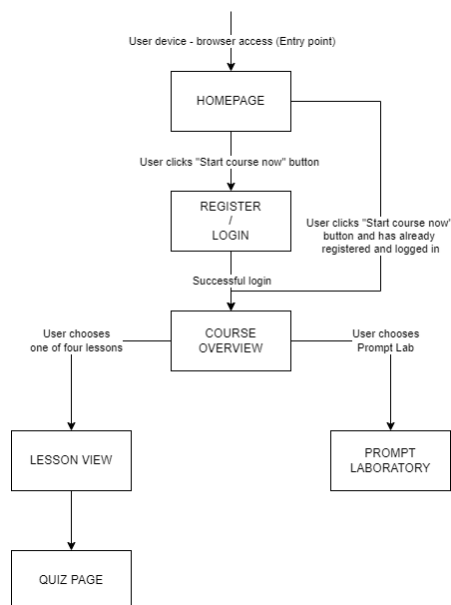 User device - browser access (Entry point)
HOMEPAGE
User clicks "Start course now" button
REGISTER
/
LOGIN
User clicks "Start course now"
button and has already
registered and logged in
Successful login
COURSE
OVERVIEW
User chooses
one of four lessons
User chooses
Prompt Lab
LESSON VIEW
PROMPT
LABORATORY
QUIZ PAGE